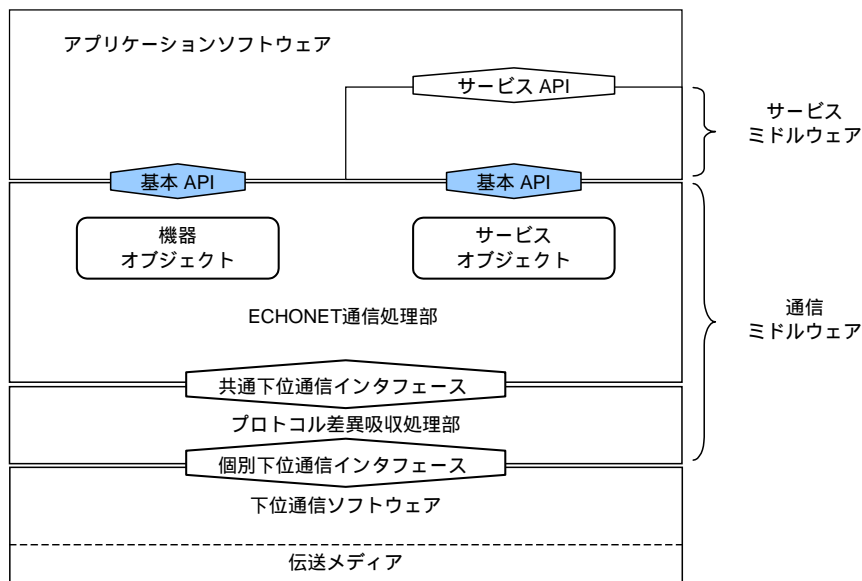 アプリケーションソフトウェア
サービス API
サービス
ミドルウェア
基本 API
基本 API
機器
オブジェクト
サービス
オブジェクト
ECHONET通信処理部
通信
ミドルウェア
共通下位通信インタフェース
プロトコル差異吸収処理部
個別下位通信インタフェース
下位通信ソフトウェア
伝送メディア